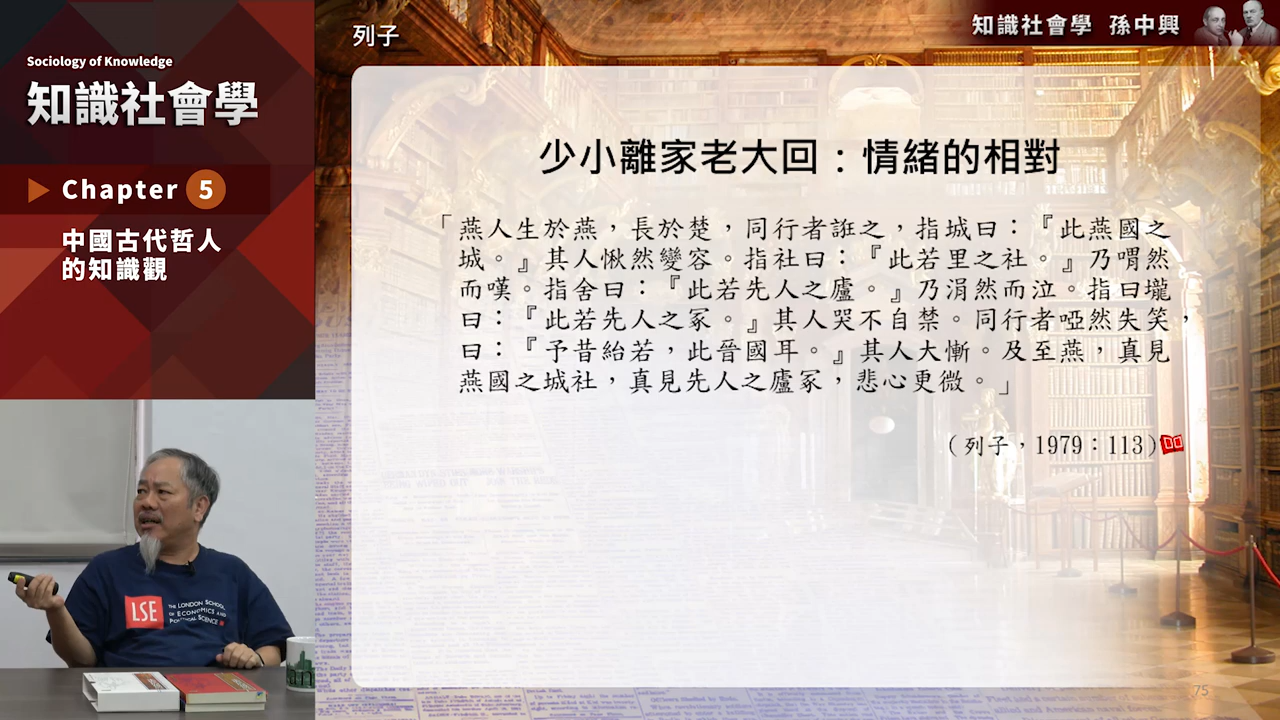 Sociology of Knowledge
知識社會學
Chapter 5
中國古代哲人
的知識觀
列子
知識社會學 孫中興
少小離家老大回：情緒的相對
「燕人生於燕，長於楚，同行者誑之，指城曰：『此燕國之
城。』其人愀然變容。指社曰：『此若里之社。』乃喟然
而嘆。指舍曰：『此若先人之廬。』乃涓然而泣。指曰壠
曰：『此若先人之冢。』其人哭不自禁。同行者啞然失笑，
曰：『予昔紿若，此晉國耳。』其人大慚。及至燕，真見
燕國之城社，真見先人之廬冢，悲心更微。」
（列子，1979：113）
LSE
THE LONDON SCHOOL
OF ECONOMICS AND
POLITICAL SCIENCE
75